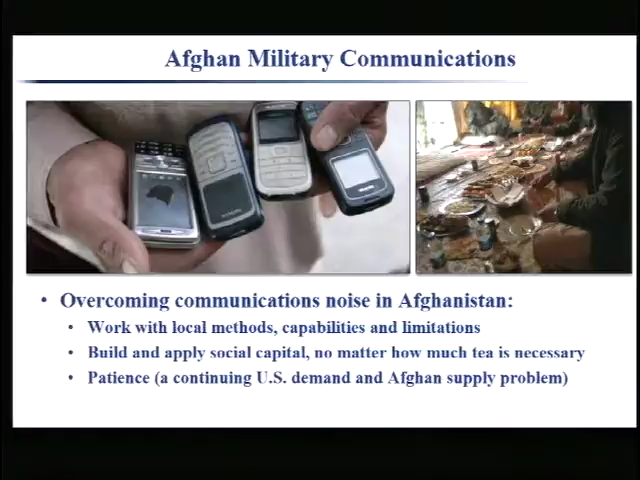 Afghan Military Communications
• Overcoming communications noise in Afghanistan:
• Work with local methods, capabilities and limitations
• Build and apply social capital, no matter how much tea is necessary
• Patience (a continuing U.S. demand and Afghan supply problem)